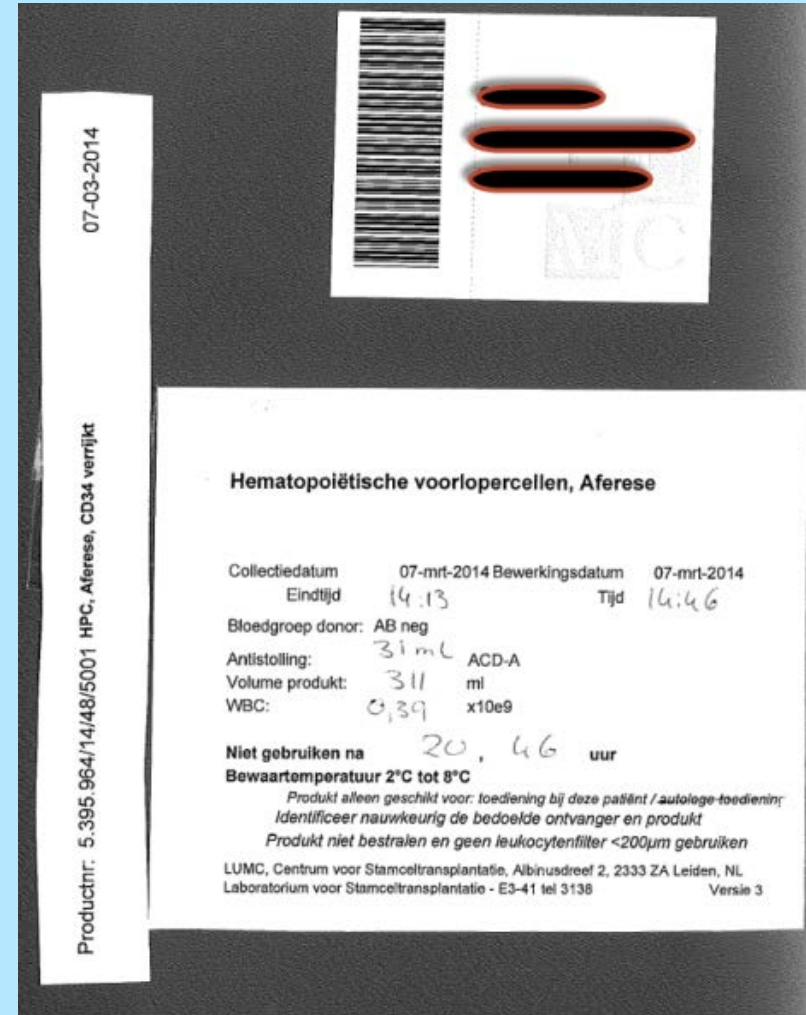 Productnr: 5.395.964/14/48/5001 HPC, Aferese, CD34 verrijkt 07-03-2014
MC
Hematopoiëtische voorlopercellen, Aferese
Collectiedatum 07-mrt-2014 Bewerkingsdatum 07-mrt-2014
Eindtijd 14:13 Tijd 14:46
Bloedgroep donor: AB neg
Antistolling: 31 mL ACD-A
Volume produkt: 311 ml
WBC: 0,39 x10e9
Niet gebruiken na 20.46 uur
Bewaartemperatuur 2°C tot 8°C
Produkt alleen geschikt voor: toediening bij deze patiënt / autologe toediening
Identificeer nauwkeurig de bedoelde ontvanger en produkt
Produkt niet bestralen en geen leukocytenfilter <200µm gebruiken
LUMC, Centrum voor Stamceltransplantatie, Albinusdreef 2, 2333 ZA Leiden, NL
Laboratorium voor Stamceltransplantatie - E3-41 tel 3138 Versie 3